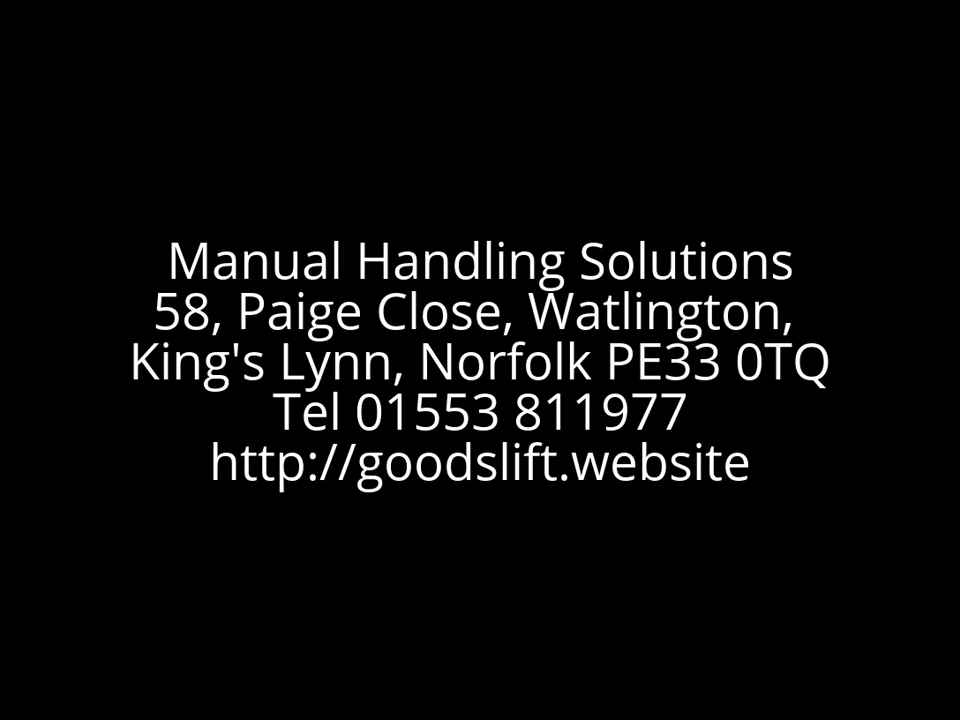 Manual Handling Solutions
58, Paige Close, Watlington,
King's Lynn, Norfolk PE33 0TQ
Tel 01553 811977
http://goodslift.website